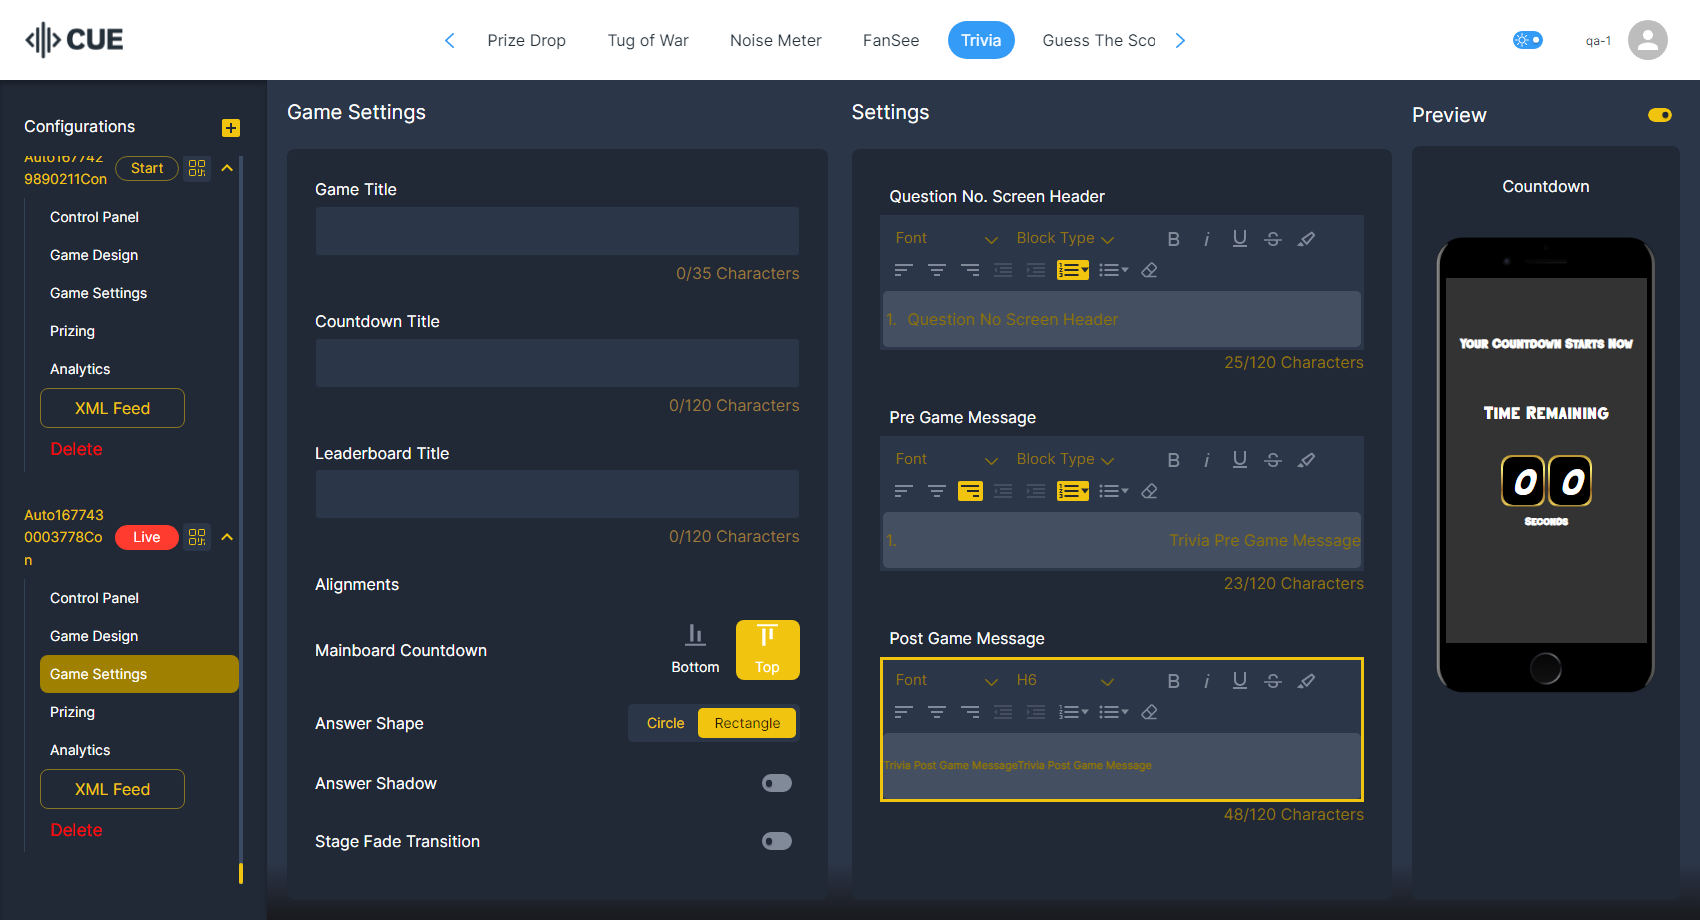 CUE
Prize Drop
Tug of War
Noise Meter
FanSee
Trivia
Guess The Sco
qa-1
Configurations
Auto167742
9890211Con
Start
Control Panel
Game Design
Game Settings
Prizing
Analytics
XML Feed
Delete
Auto167743
0003778Co
n
Live
Control Panel
Game Design
Game Settings
Prizing
Analytics
XML Feed
Delete
Game Settings
Game Title
0/35 Characters
Countdown Title
0/120 Characters
Leaderboard Title
0/120 Characters
Alignments
Mainboard Countdown
Bottom
Top
Answer Shape
Circle
Rectangle
Answer Shadow
Stage Fade Transition
Settings
Question No. Screen Header
Font
Block Type
B i U S
1. Question No Screen Header
25/120 Characters
Pre Game Message
Font
Block Type
B i U S
1. Trivia Pre Game Message
23/120 Characters
Post Game Message
Font
H6
B i U S
Trivia Post Game MessageTrivia Post Game Message
48/120 Characters
Preview
Countdown
Your Countdown Starts Now
Time Remaining
0 0
Seconds